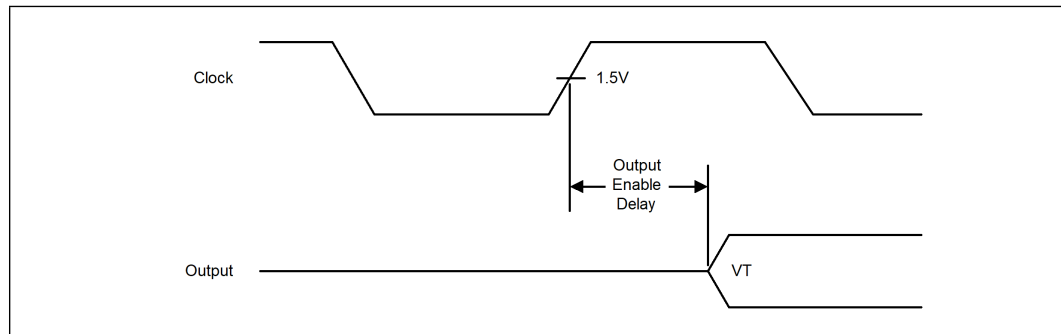 Clock
1.5V
Output
Enable
Delay
Output
VT